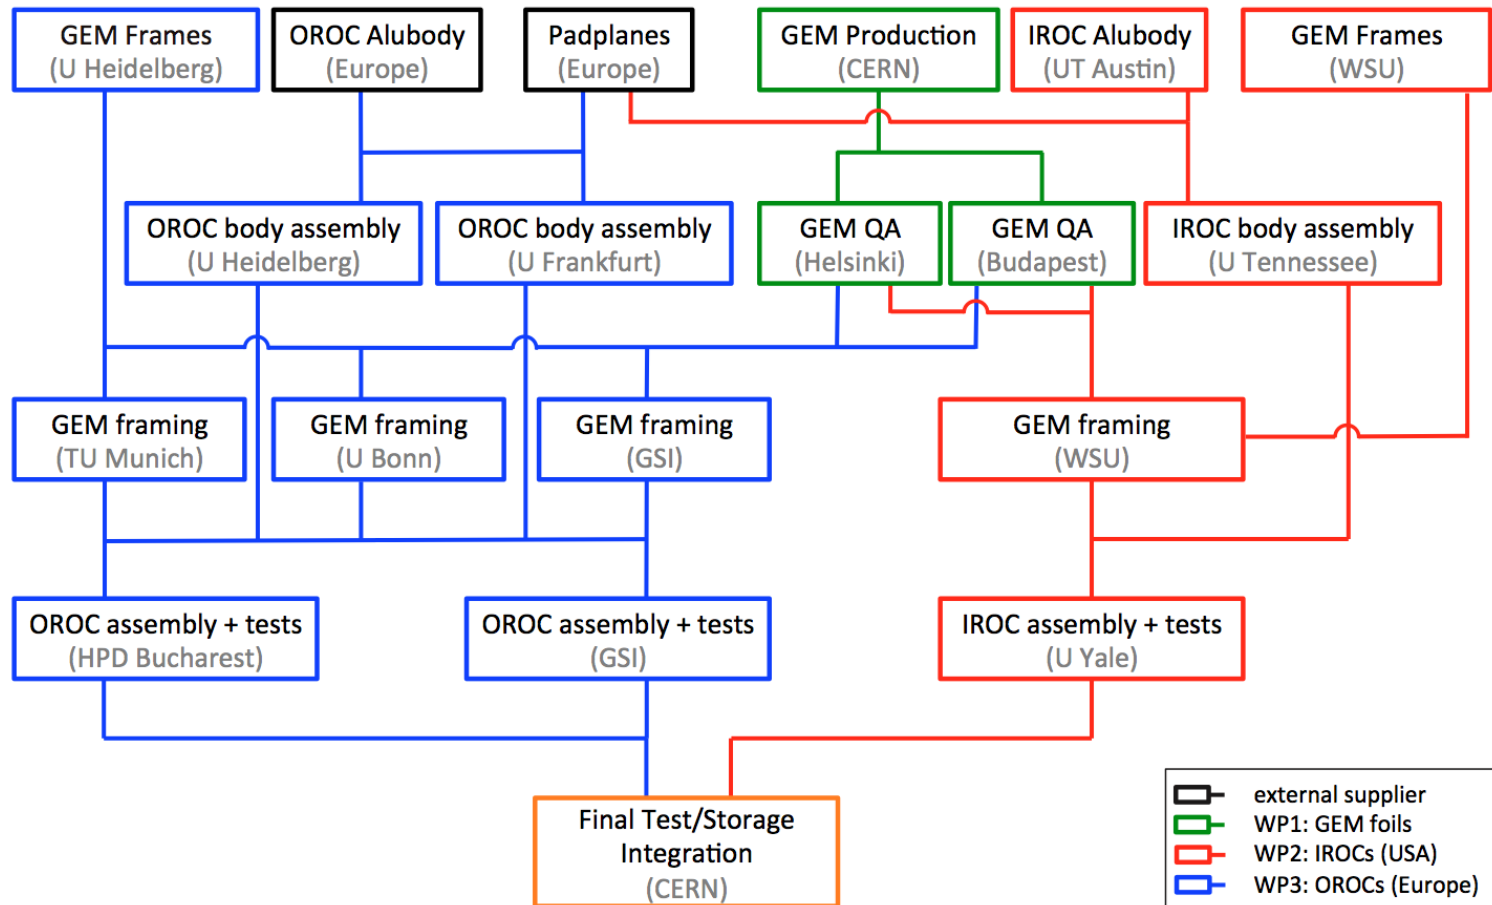 GEM Frames
(U Heidelberg)
OROC Alubody
(Europe)
Padplanes
(Europe)
GEM Production
(CERN)
IROC Alubody
(UT Austin)
GEM Frames
(WSU)
OROC body assembly
(U Heidelberg)
OROC body assembly
(U Frankfurt)
GEM QA
(Helsinki)
GEM QA
(Budapest)
IROC body assembly
(U Tennessee)
GEM framing
(TU Munich)
GEM framing
(U Bonn)
GEM framing
(GSI)
GEM framing
(WSU)
OROC assembly + tests
(HPD Bucharest)
OROC assembly + tests
(GSI)
IROC assembly + tests
(U Yale)
Final Test/Storage
Integration
(CERN)
external supplier
WP1: GEM foils
WP2: IROCs (USA)
WP3: OROCs (Europe)